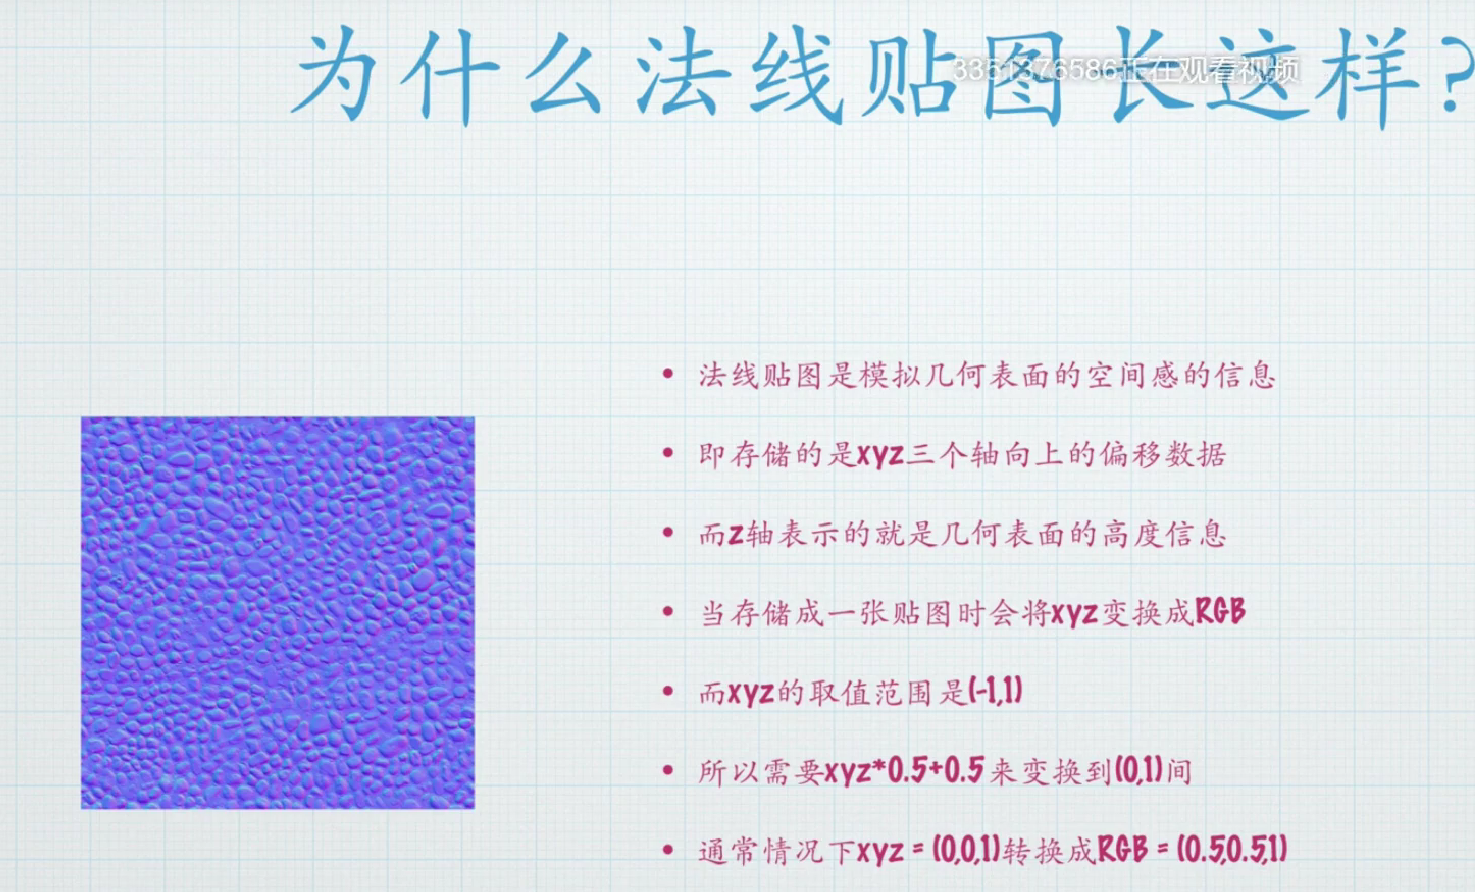 为什么法线贴图长这样?
3351376586正在观看视频
• 法线贴图是模拟几何表面的空间感的信息
• 即存储的是xyz三个轴向上的偏移数据
• 而z轴表示的就是几何表面的高度信息
• 当存储成一张贴图时会将xyz变换成RGB
• 而xyz的取值范围是(-1,1)
• 所以需要xyz*0.5+0.5来变换到(0,1)间
• 通常情况下xyz = (0,0,1)转换成RGB = (0.5,0.5,1)